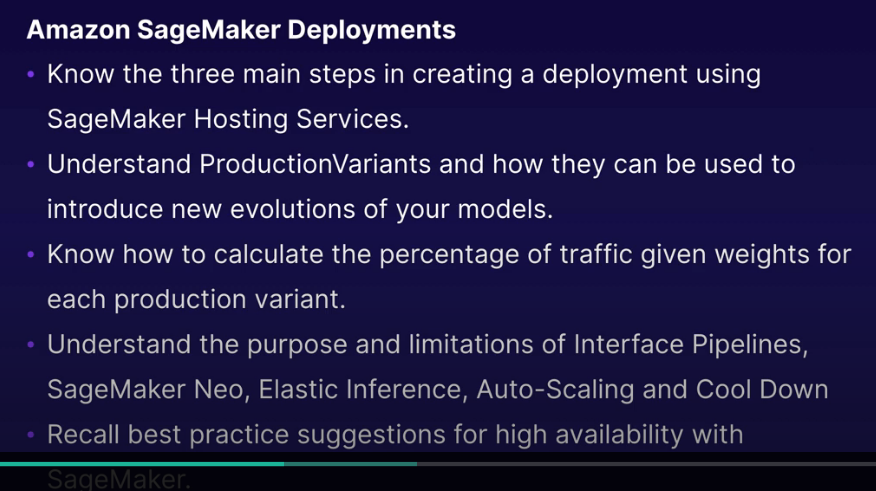 Amazon SageMaker Deployments
• Know the three main steps in creating a deployment using
SageMaker Hosting Services.
• Understand ProductionVariants and how they can be used to
introduce new evolutions of your models.
• Know how to calculate the percentage of traffic given weights for
each production variant.
• Understand the purpose and limitations of Interface Pipelines,
SageMaker Neo, Elastic Inference, Auto-Scaling and Cool Down
• Recall best practice suggestions for high availability with
SageMaker.